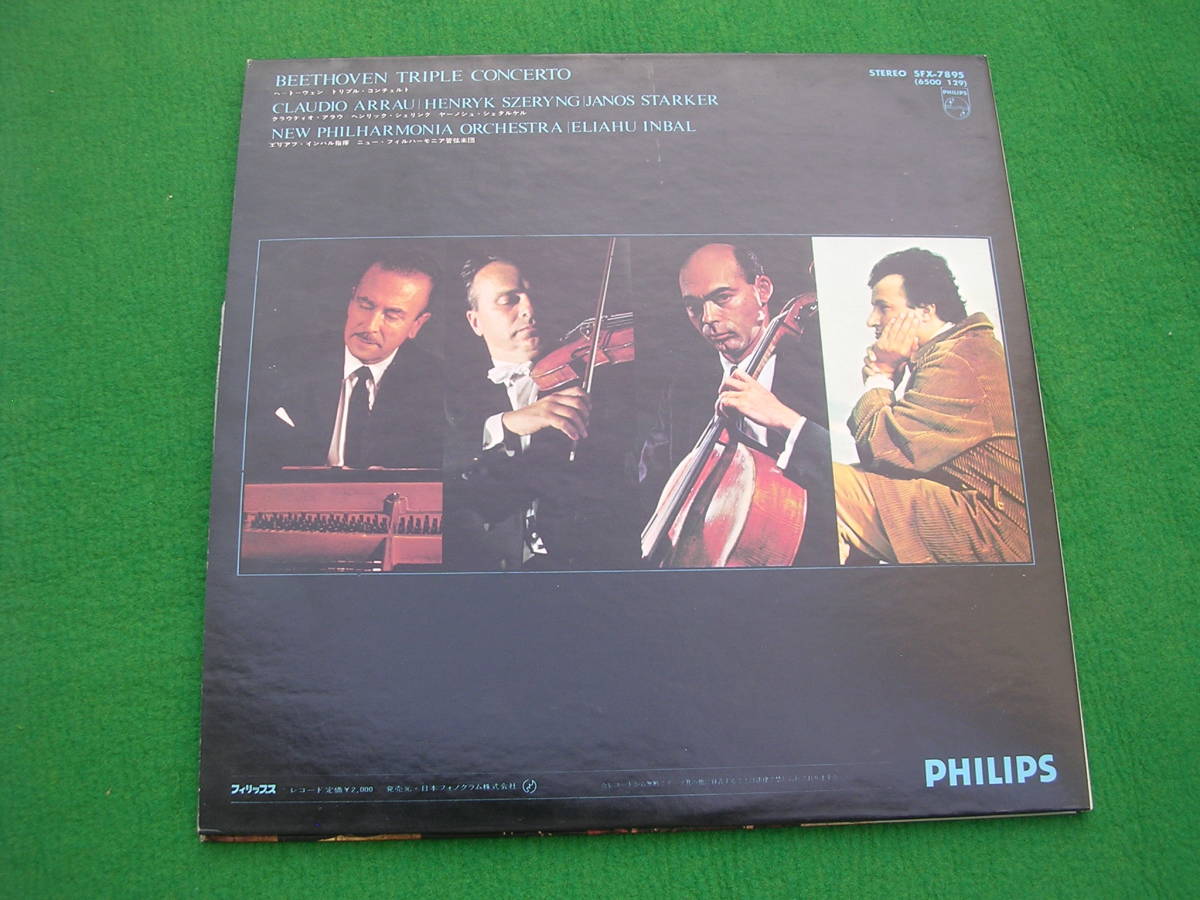 BEETHOVEN TRIPLE CONCERTO
ベートーヴェン トリプル・コンチェルト
CLAUDIO ARRAU|HENRYK SZERYNG|JANOS STARKER
クラウディオ・アラウ ヘンリック・シェリング ヤーノシュ・シュタルケル
NEW PHILHARMONIA ORCHESTRA|ELIAHU INBAL
エリアフ・インバル指揮 ニュー・フィルハーモニア管弦楽団
STEREO SFX-7895
(6500 129)
PHILIPS
PHILIPS
フィリップス レコード定価¥2,000 発売元・日本フォノグラム株式会社